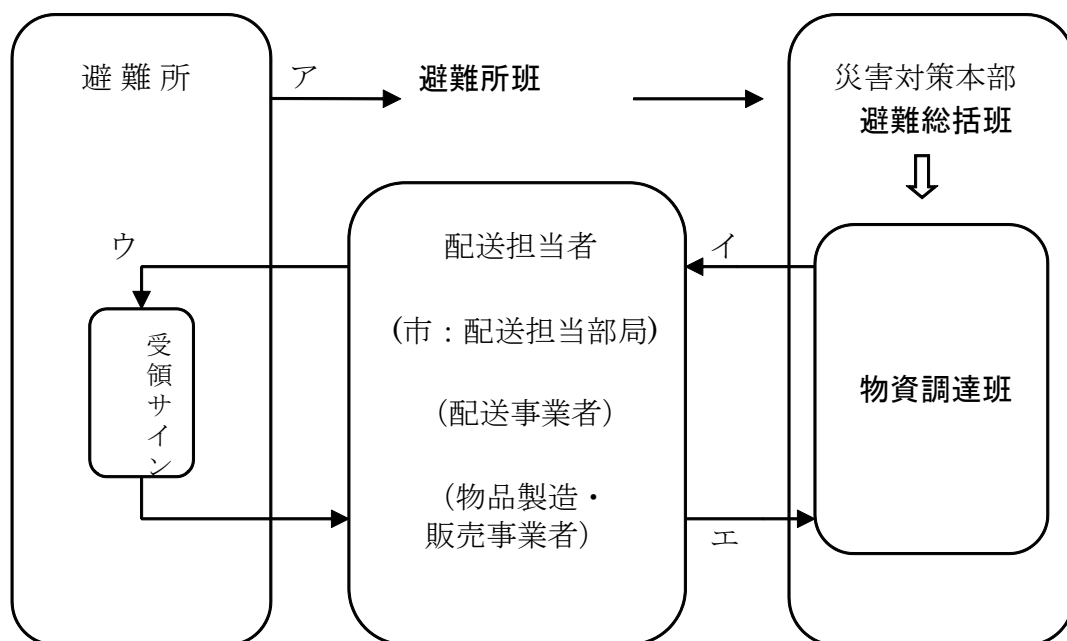 避 難 所
ア
避難所班
災害対策本部
避難総括班
ウ
配送担当者
イ
(市：配送担当部局)
(配送事業者)
(物品製造・
販売事業者)
受領サイン
物資調達班
エ